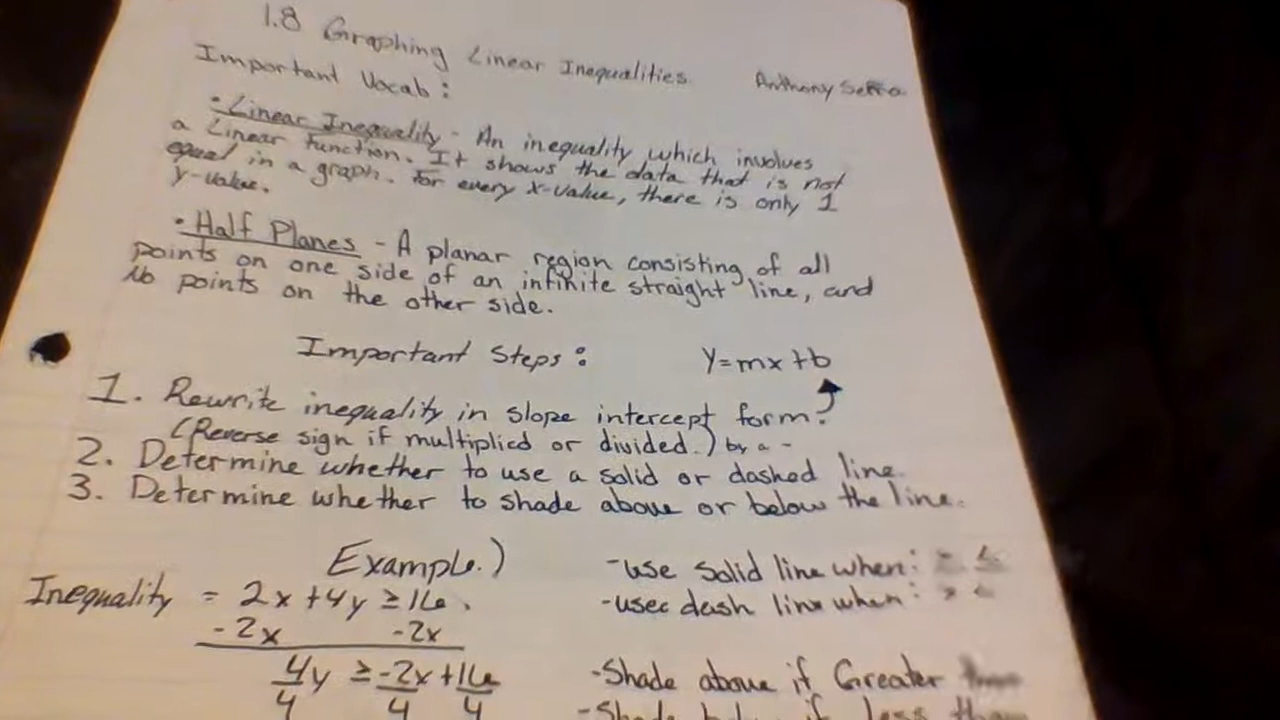 1.8 Graphing Linear Inequalities
Anthony
Important Vocab:
• Linear Inequality - An inequality which involves
a Linear function. It shows the data that is not
equal in a graph. For every x-value, there is only 1
y-value.
• Half Planes - A planar region consisting of all
points on one side of an infinite straight line, and
No points on the other side.
Important Steps: y=mx+b
1. Rewrite inequality in slope intercept form.
(Reverse sign if multiplied or divided.) by a -
2. Determine whether to use a solid or dashed line.
3. Determine whether to shade above or below the line.
Example.)
Inequality = 2x+4y ≥16.
-2x -2x
4y ≥ -2x+16
4 4 4
-use solid line when:
-use dash line when:
-Shade above if Greater
-Shade below if less than